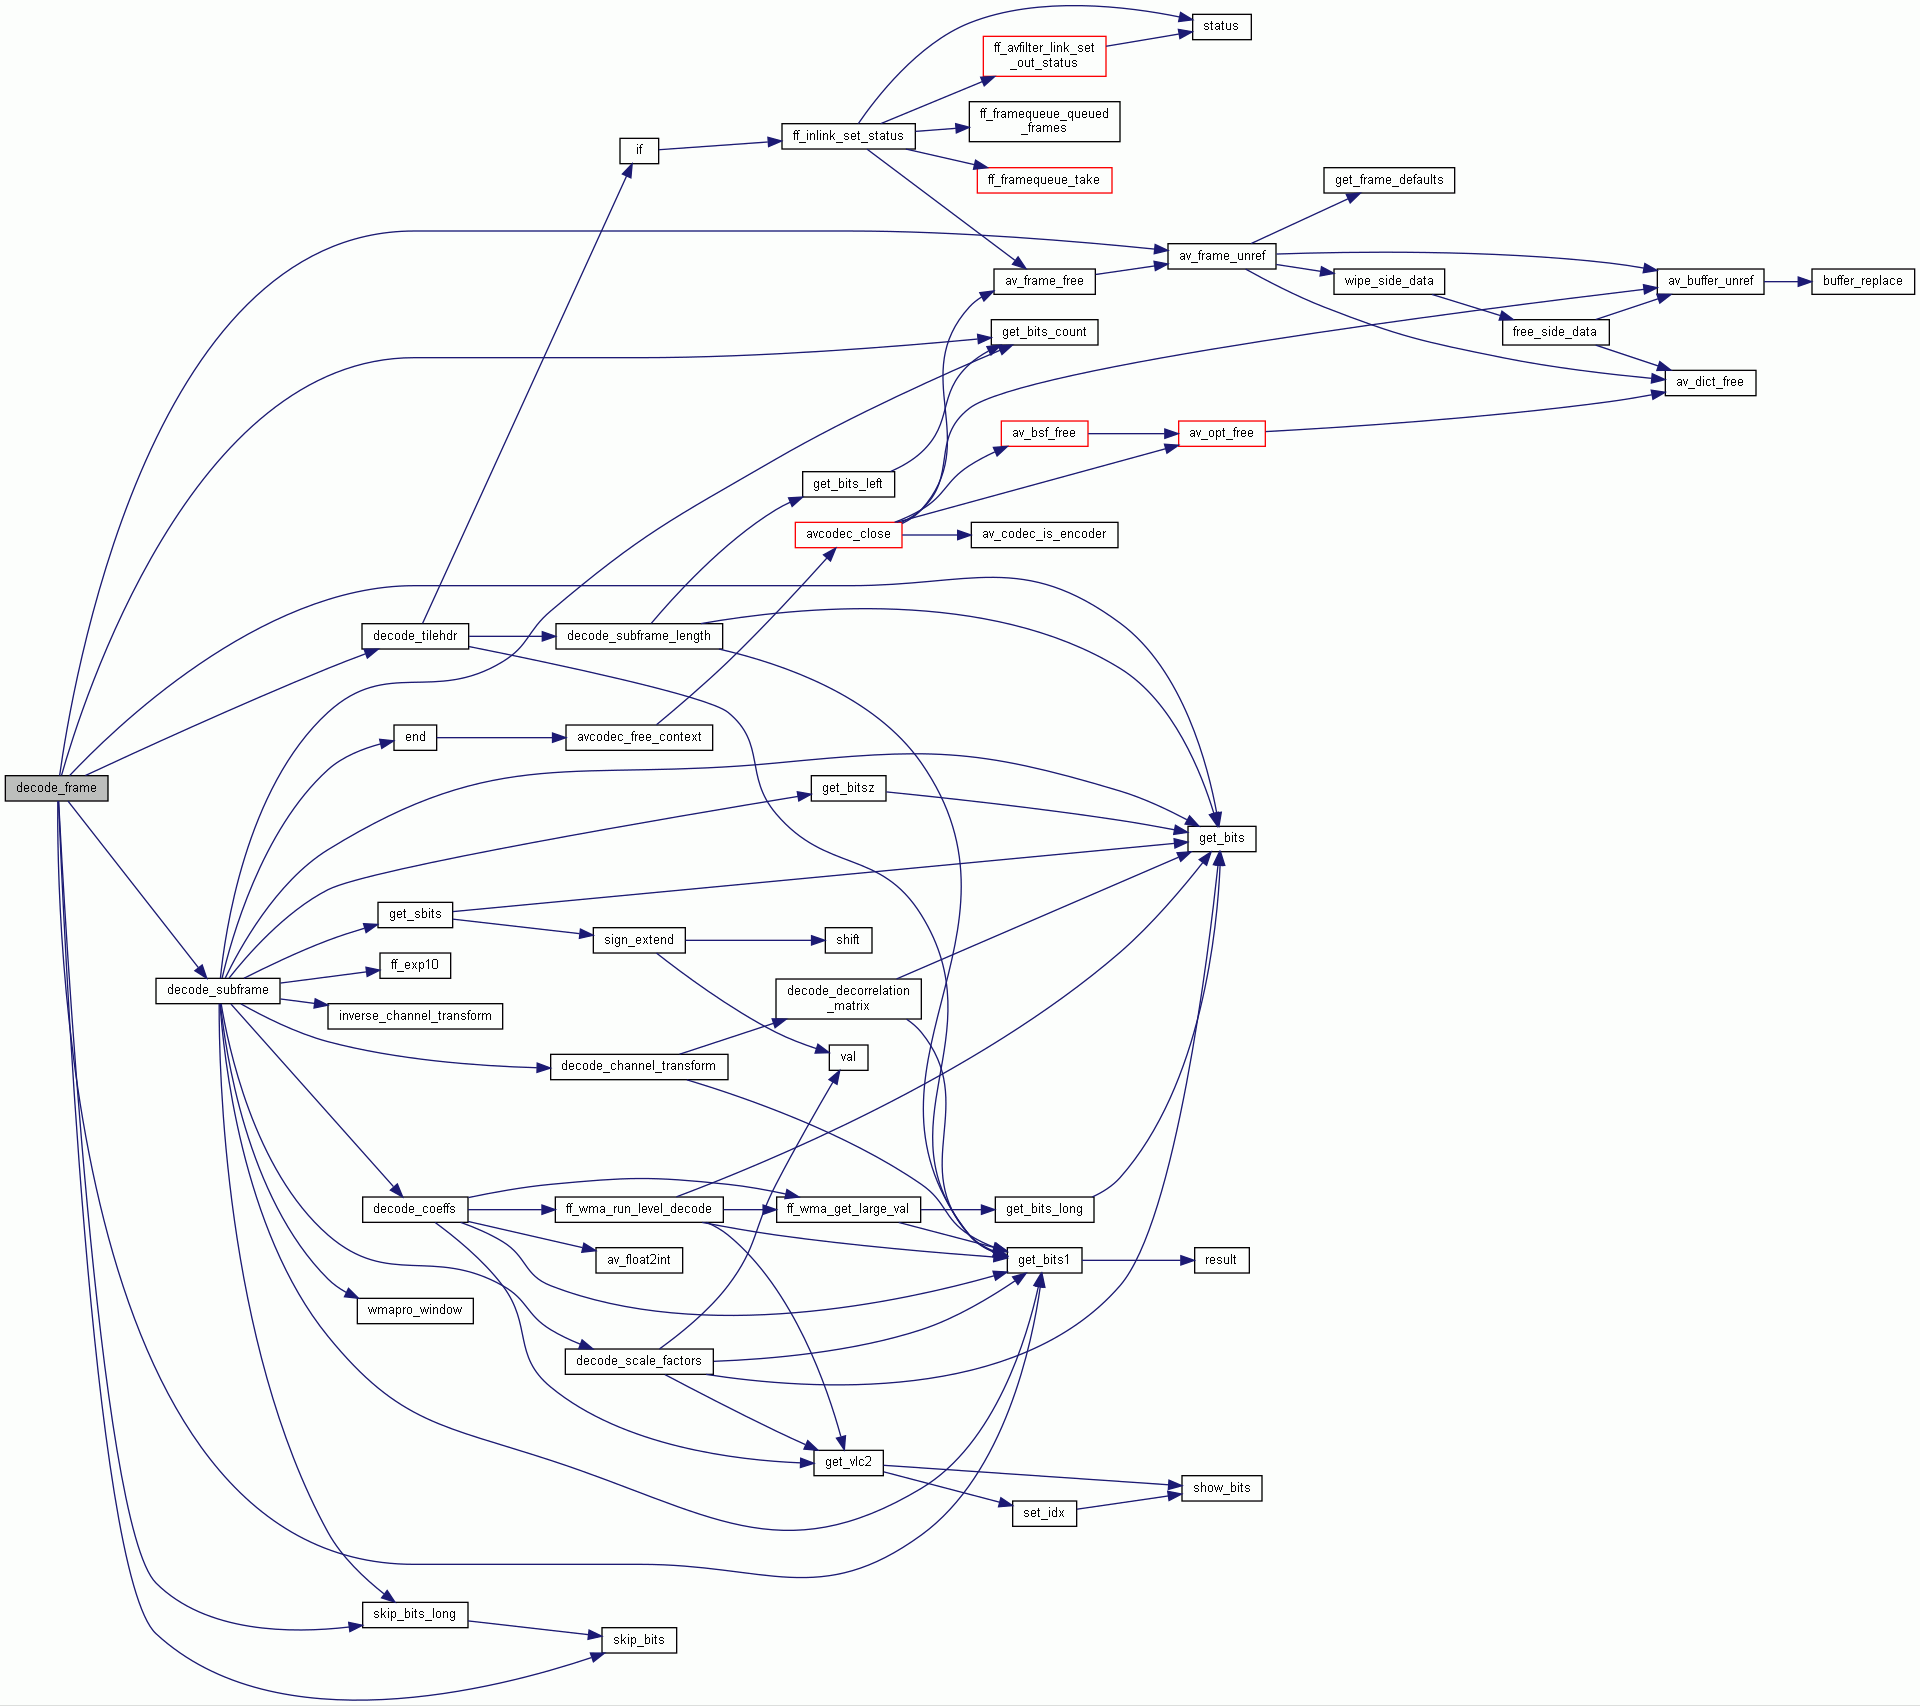 status
ff_avfilter_link_set
_out_status
ff_framequeue_queued
_frames
ff_inlink_set_status
if
ff_framequeue_take
get_frame_defaults
av_frame_unref
av_frame_free
wipe_side_data
av_buffer_unref
buffer_replace
get_bits_count
free_side_data
av_dict_free
av_bsf_free
av_opt_free
get_bits_left
avcodec_close
av_codec_is_encoder
decode_tilehdr
decode_subframe_length
end
avcodec_free_context
decode_frame
get_bitsz
get_bits
get_sbits
sign_extend
shift
ff_exp10
decode_subframe
decode_decorrelation
_matrix
inverse_channel_transform
val
decode_channel_transform
decode_coeffs
ff_wma_run_level_decode
ff_wma_get_large_val
get_bits_long
av_float2int
get_bits1
result
wmapro_window
decode_scale_factors
get_vlc2
show_bits
set_idx
skip_bits_long
skip_bits